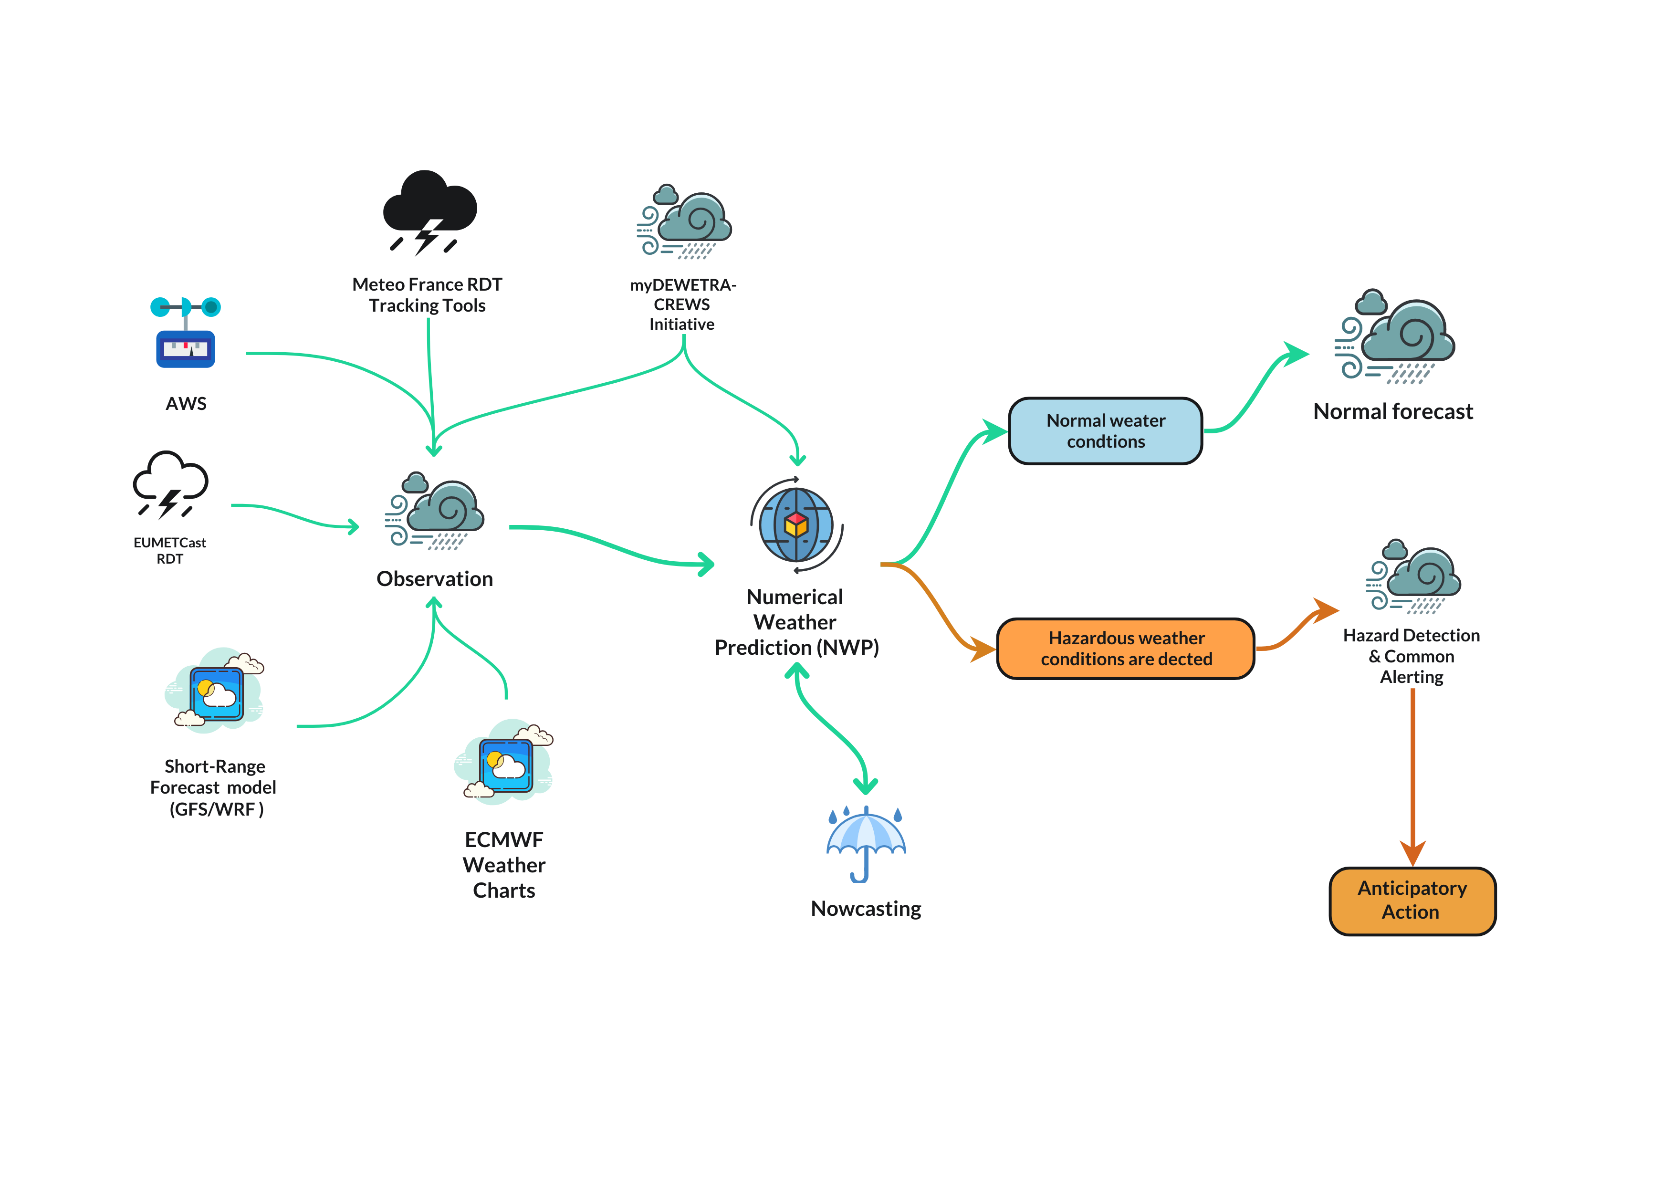 Meteo France RDT
Tracking Tools
myDEWETRA-
CREWS
Initiative
AWS
EUMETCast
RDT
Observation
Short-Range
Forecast model
(GFS/WRF )
ECMWF
Weather
Charts
Numerical
Weather
Prediction (NWP)
Nowcasting
Normal weater
condtions
Normal forecast
Hazardous weather
conditions are dected
Hazard Detection
& Common
Alerting
Anticipatory
Action